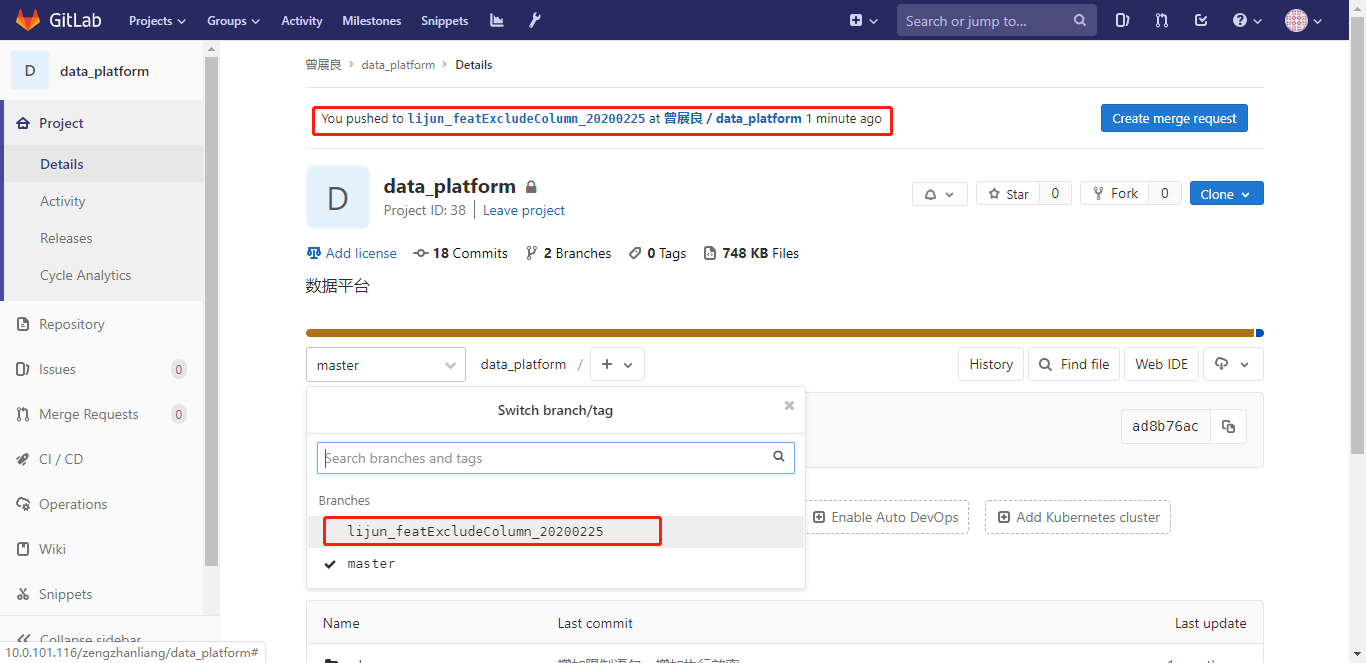 GitLab Projects Groups Activity Milestones Snippets Search or jump to...
D data_platform
Project
Details
Activity
Releases
Cycle Analytics
Repository
Issues 0
Merge Requests 0
CI / CD
Operations
Wiki
Snippets
Collapse sidebar
10.0.101.116/zengzhanliang/data_platform#
曾展良 > data_platform > Details
You pushed to lijun_featExcludeColumn_20200225 at 曾展良 / data_platform 1 minute ago Create merge request
D data_platform
Project ID: 38 Leave project
Star 0 Fork 0 Clone
Add license 18 Commits 2 Branches 0 Tags 748 KB Files
数据平台
master data_platform / + History Find file Web IDE
Switch branch/tag
Search branches and tags
ad8b76ac
Branches
lijun_featExcludeColumn_20200225
master
Enable Auto DevOps Add Kubernetes cluster
Name Last commit Last update